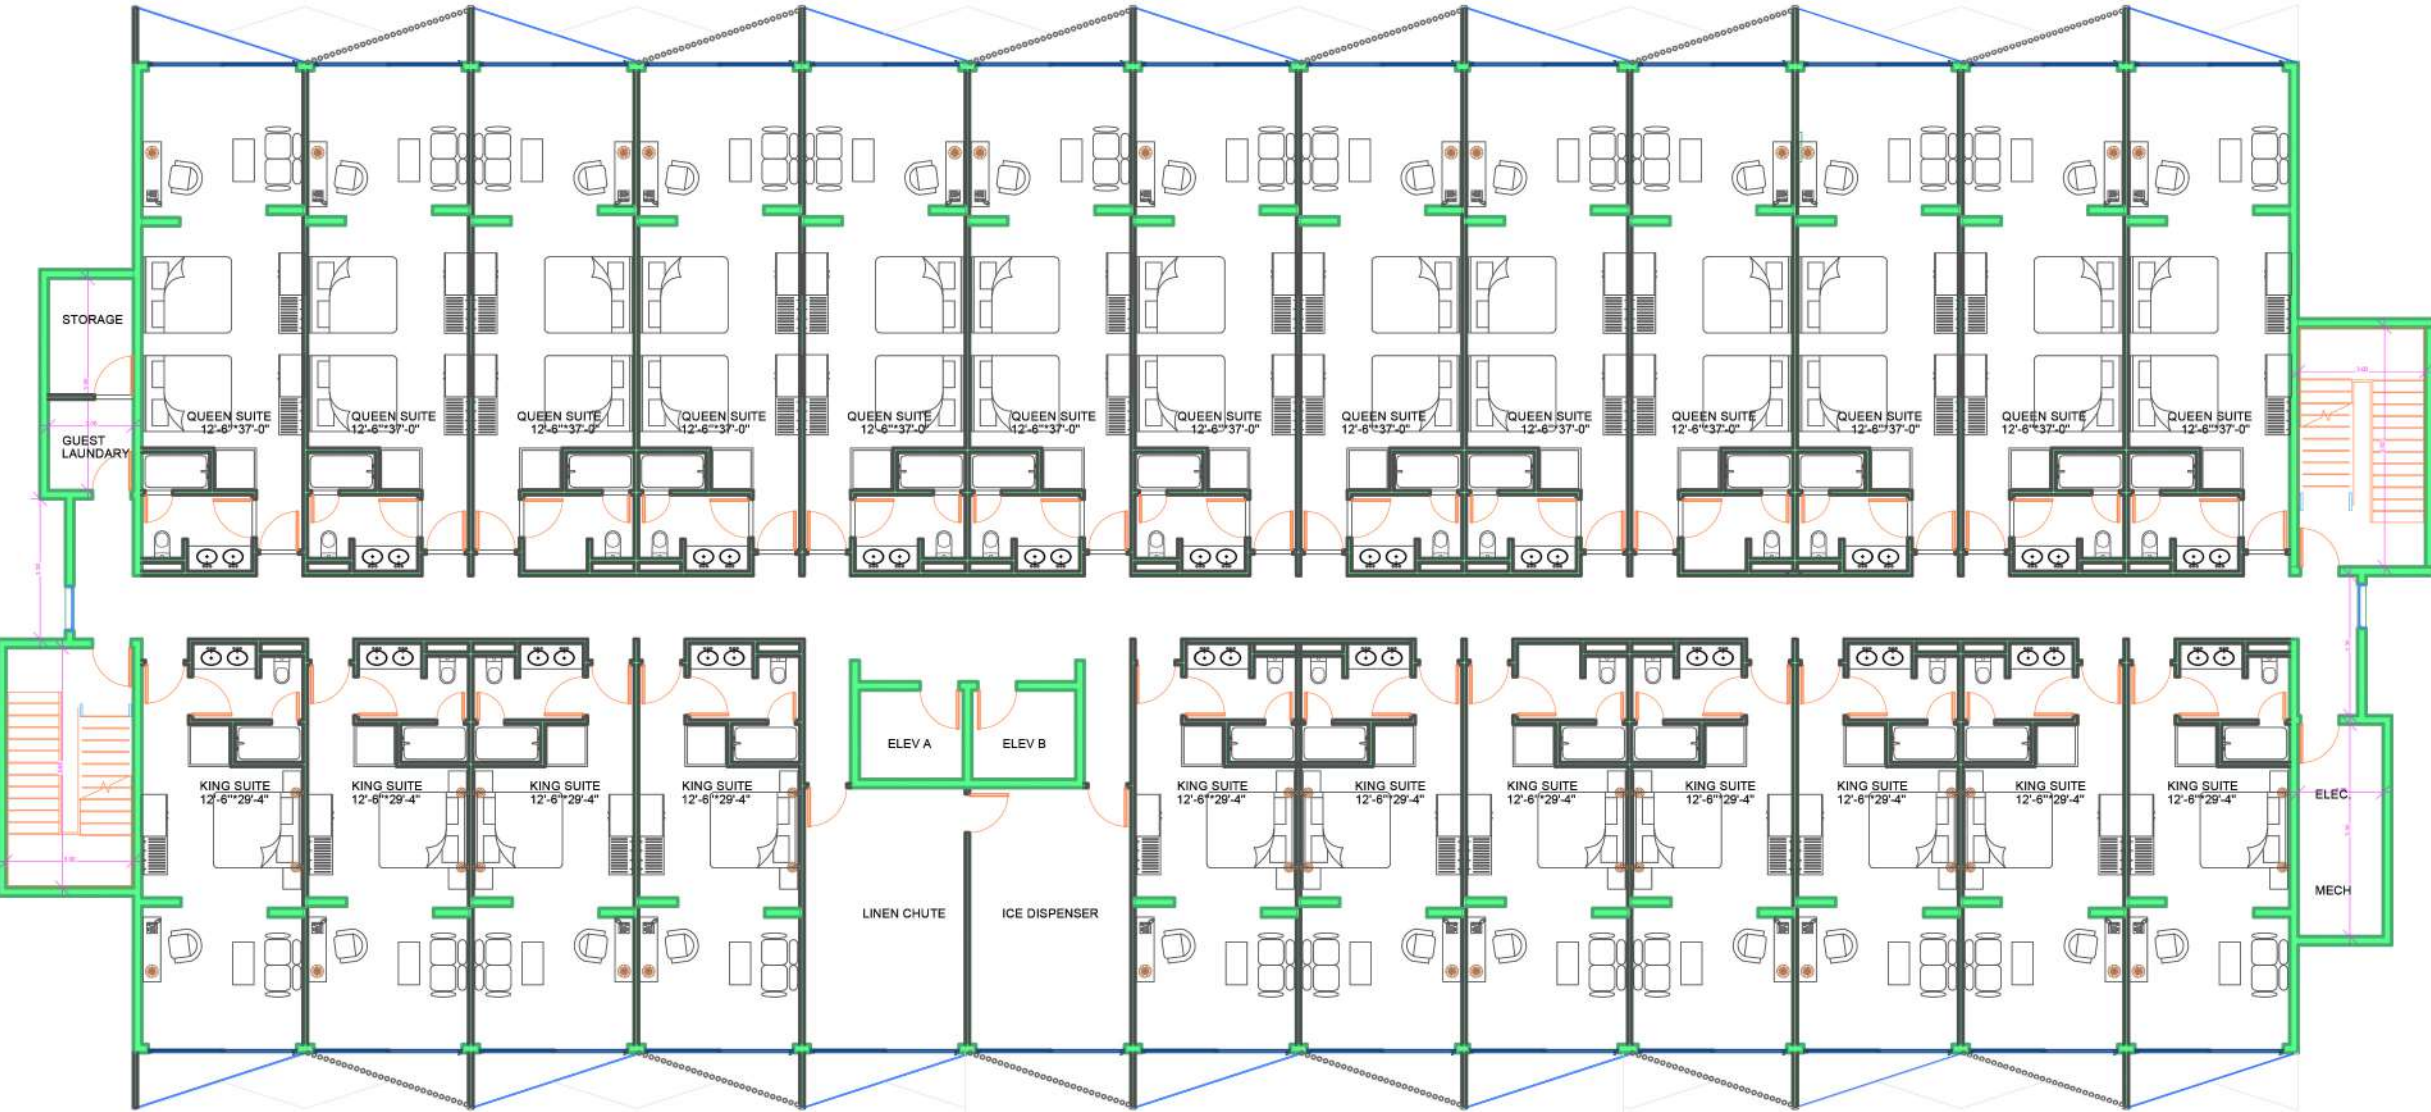 STORAGE
QUEEN SUITE
12'-6"*37'-0"
QUEEN SUITE
12'-6"*37'-0"
QUEEN SUITE
12'-6"*37'-0"
QUEEN SUITE
12'-6"*37'-0"
QUEEN SUITE
12'-6"*37'-0"
QUEEN SUITE
12'-6"*37'-0"
QUEEN SUITE
12'-6"*37'-0"
QUEEN SUITE
12'-6"*37'-0"
QUEEN SUITE
12'-6"*37'-0"
QUEEN SUITE
12'-6"*37'-0"
QUEEN SUITE
12'-6"*37'-0"
QUEEN SUITE
12'-6"*37'-0"
QUEEN SUITE
12'-6"*37'-0"
GUEST
LAUNDARY
ELEV A
ELEV B
KING SUITE
12'-6"*29'-4"
KING SUITE
12'-6"*29'-4"
KING SUITE
12'-6"*29'-4"
KING SUITE
12'-6"*29'-4"
KING SUITE
12'-6"*29'-4"
KING SUITE
12'-6"*29'-4"
KING SUITE
12'-6"*29'-4"
KING SUITE
12'-6"*29'-4"
KING SUITE
12'-6"*29'-4"
KING SUITE
12'-6"*29'-4"
KING SUITE
12'-6"*29'-4"
ELEC.
MECH
LINEN CHUTE
ICE DISPENSER